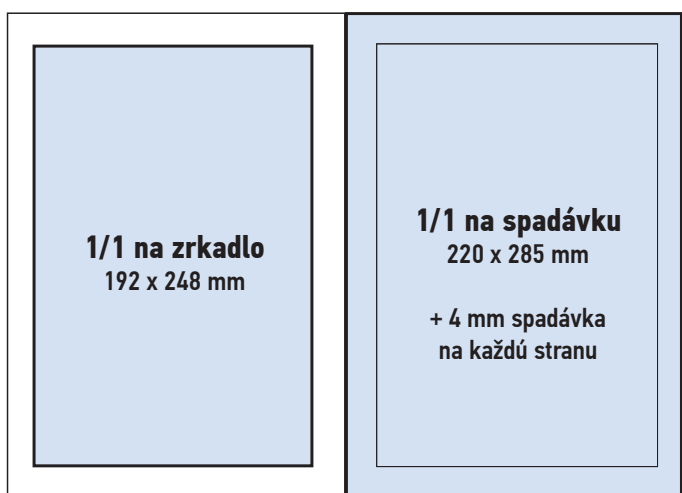 1/1 na zrkadlo
192 x 248 mm
1/1 na spadávku
220 x 285 mm
+ 4 mm spadávka
na každú stranu